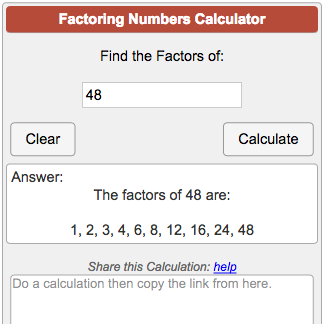 Factoring Numbers Calculator
Find the Factors of:
48
Clear
Calculate
Answer:
The factors of 48 are:
1, 2, 3, 4, 6, 8, 12, 16, 24, 48
Share this Calculation: help
Do a calculation then copy the link from here.